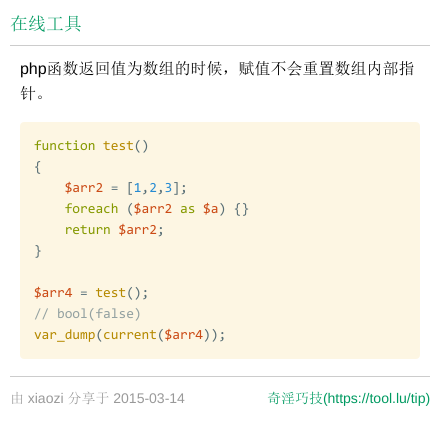 在线工具
php函数返回值为数组的时候，赋值不会重置数组内部指
针。
function test()
{
    $arr2 = [1,2,3];
    foreach ($arr2 as $a) {}
    return $arr2;
}

$arr4 = test();
// bool(false)
var_dump(current($arr4));
由 xiaozi 分享于 2015-03-14
奇淫巧技(https://tool.lu/tip)